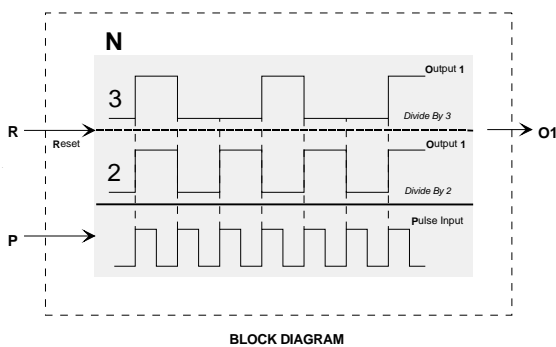 N
Output 1
3
Divide By 3
R
Reset
O1
Output 1
2
Divide By 2
Pulse Input
P
BLOCK DIAGRAM